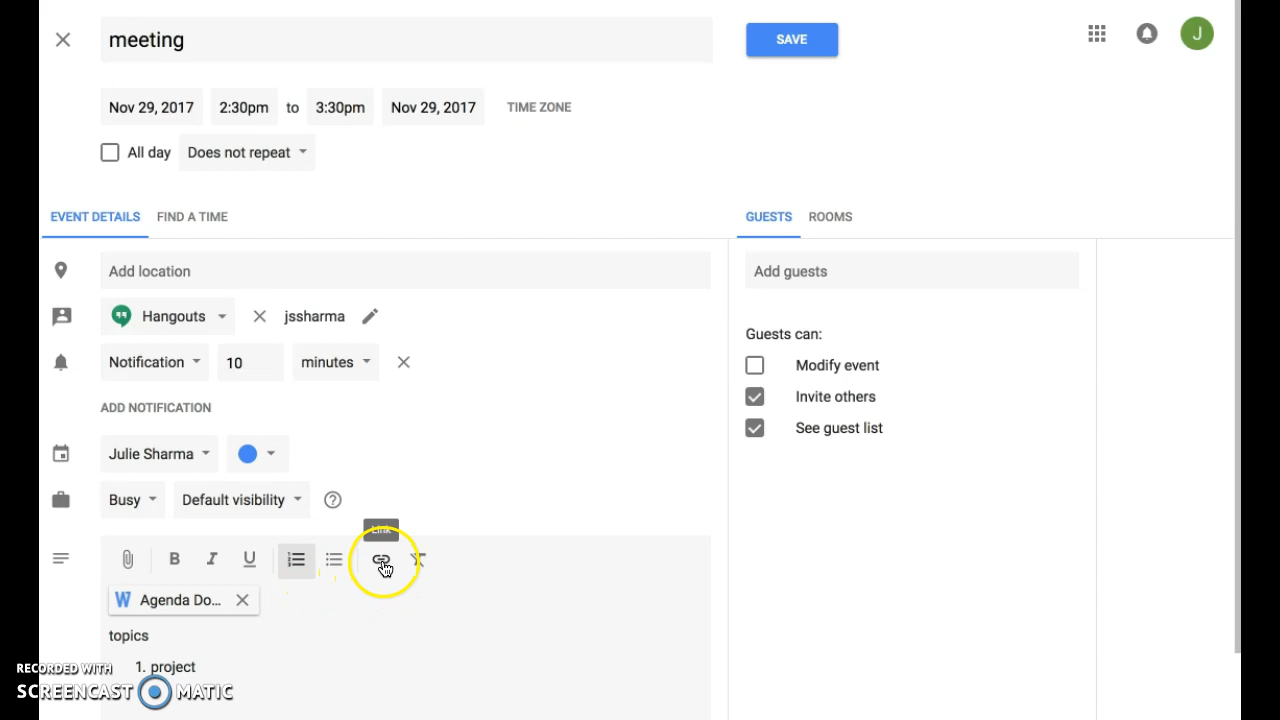 meeting
SAVE
J
Nov 29, 2017 2:30pm to 3:30pm Nov 29, 2017 TIME ZONE
All day Does not repeat
EVENT DETAILS FIND A TIME
GUESTS ROOMS
Add location
Add guests
Hangouts jssharma
Guests can:
Notification 10 minutes
Modify event
Invite others
ADD NOTIFICATION
See guest list
Julie Sharma
Busy Default visibility ?
Link
B I U
W Agenda Do...
topics
1. project
RECORDED WITH
SCREENCAST MATIC